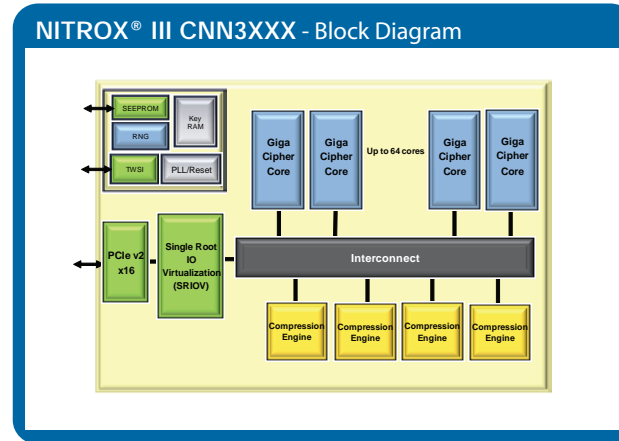 NITROX® III CNN3XXX - Block Diagram
SEEPROM
Key
RAM
RNG
TWSI
PLL/Reset
Giga
Cipher
Core
Giga
Cipher
Core
Up to 64 cores
Giga
Cipher
Core
Giga
Cipher
Core
PCIe v2
x16
Single Root
IO
Virtualization
(SRIOV)
Interconnect
Compression
Engine
Compression
Engine
Compression
Engine
Compression
Engine